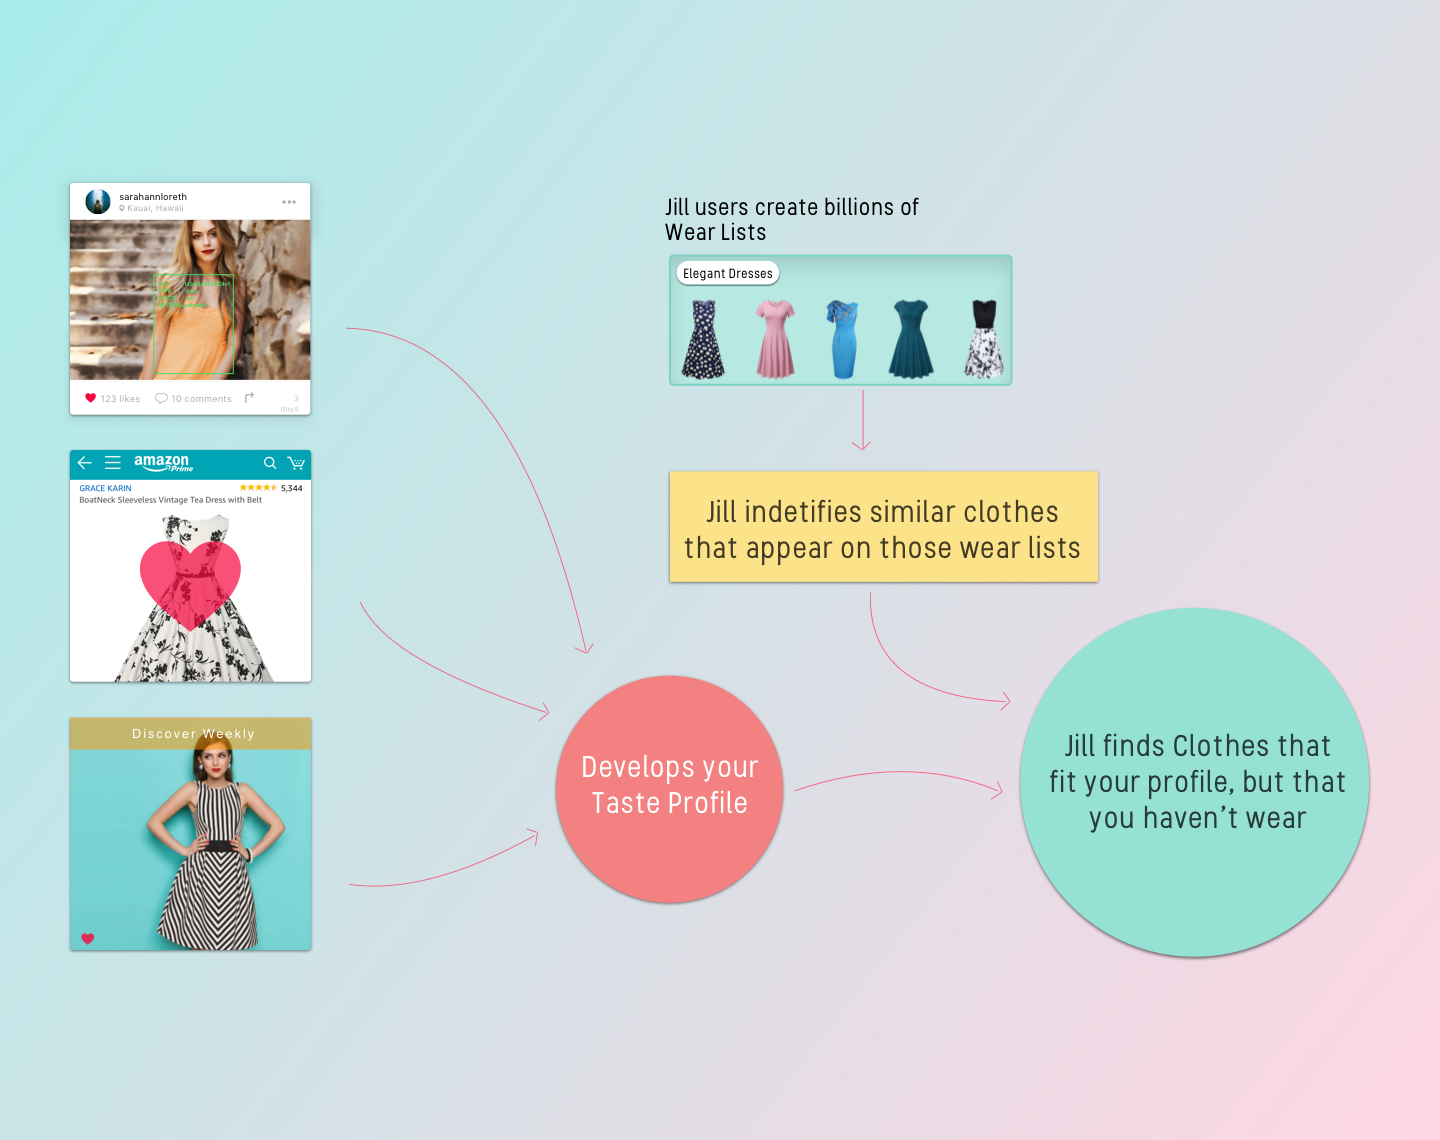 sarahannloreth
Kauai, Hawaii
123 likes
10 comments
3
days
amazon
Prime
GRACE KARIN
5,344
BoatNeck Sleeveless Vintage Tea Dress with Belt
Discover Weekly
Jill users create billions of
Wear Lists
Elegant Dresses
Jill indetifies similar clothes
that appear on those wear lists
Develops your
Taste Profile
Jill finds Clothes that
fit your profile, but that
you haven't wear